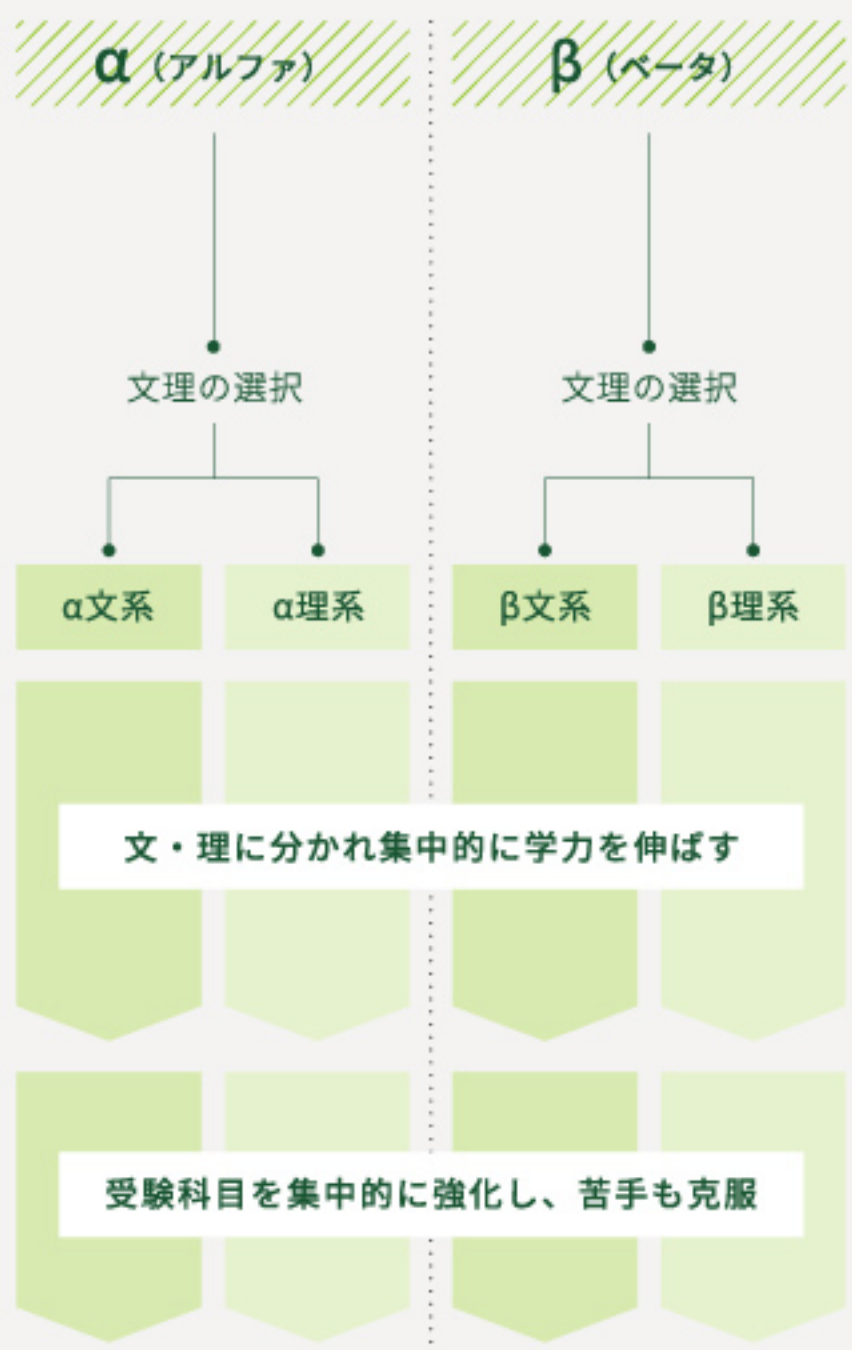 α（アルファ）
β（ベータ）
文理の選択
文理の選択
α文系
α理系
β文系
β理系
文・理に分かれ集中的に学力を伸ばす
受験科目を集中的に強化し、苦手も克服